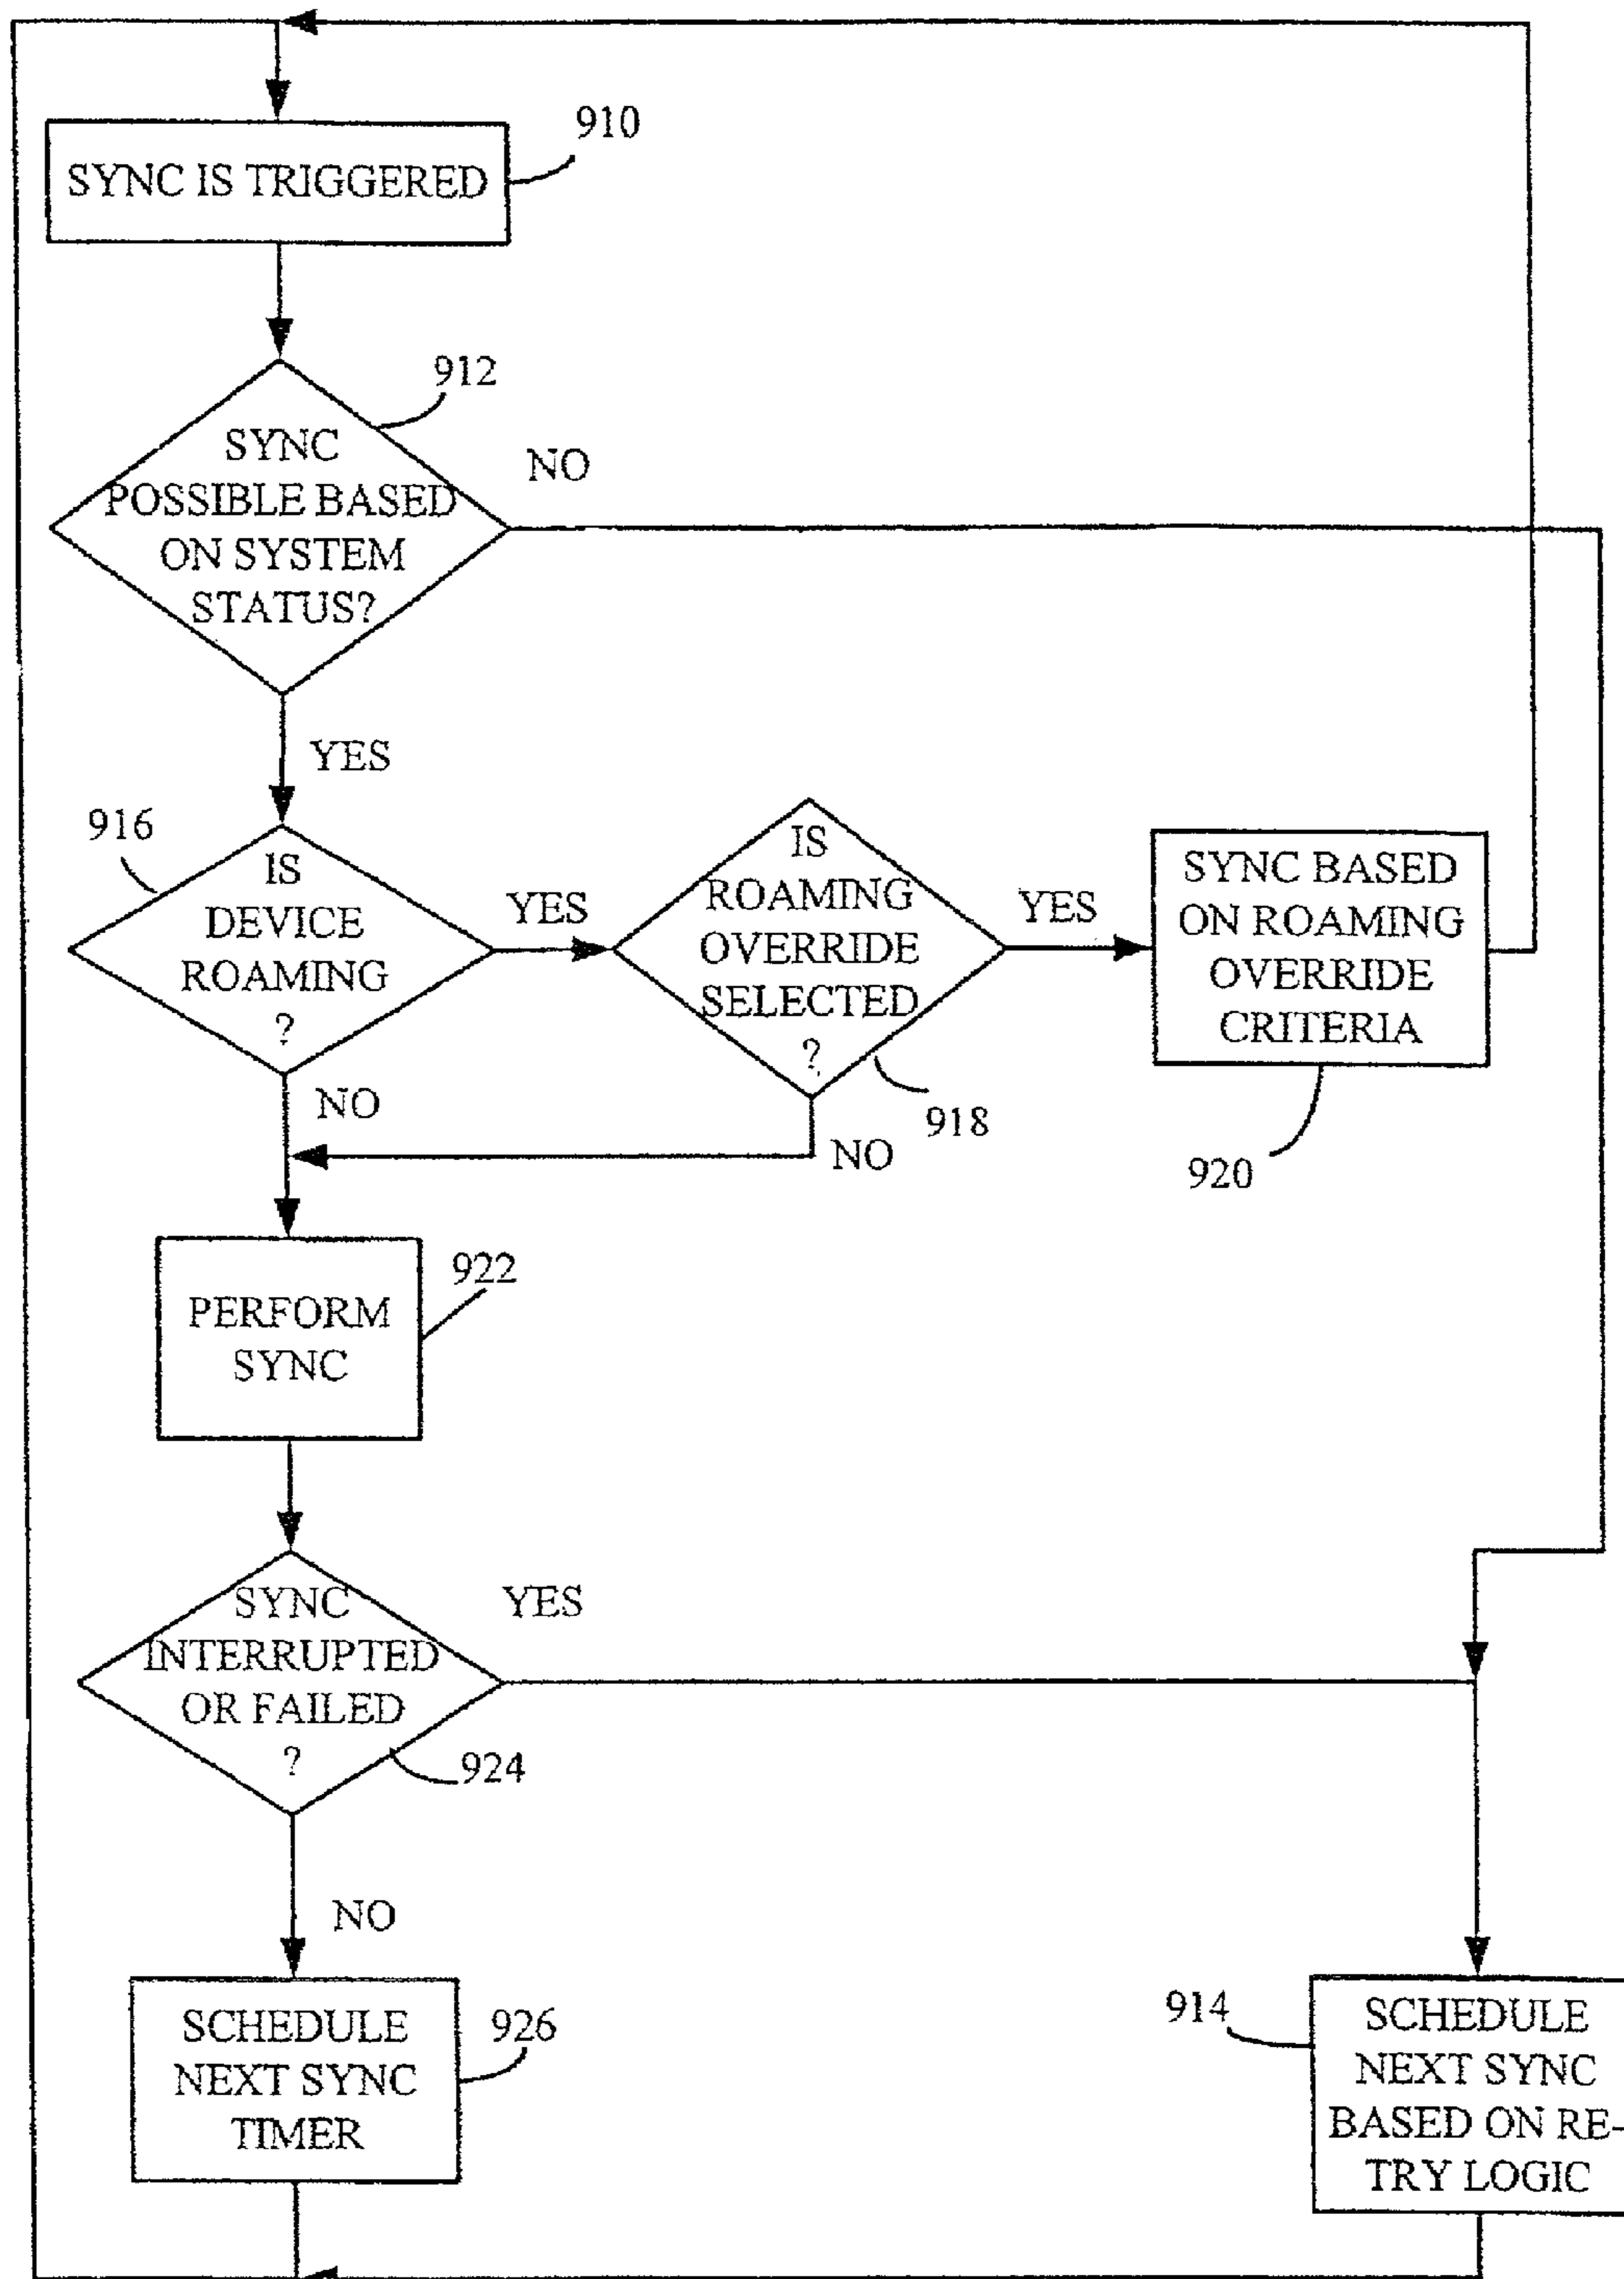 910
SYNC IS TRIGGERED
912
SYNC
POSSIBLE BASED
ON SYSTEM
STATUS?
NO
YES
916
IS
DEVICE
ROAMING
?
YES
IS
ROAMING
OVERRIDE
SELECTED
?
YES
SYNC BASED
ON ROAMING
OVERRIDE
CRITERIA
NO
918
NO
920
922
PERFORM
SYNC
SYNC
INTERRUPTED
OR FAILED
?
YES
924
NO
SCHEDULE
NEXT SYNC
TIMER
926
914
SCHEDULE
NEXT SYNC
BASED ON RE-
TRY LOGIC